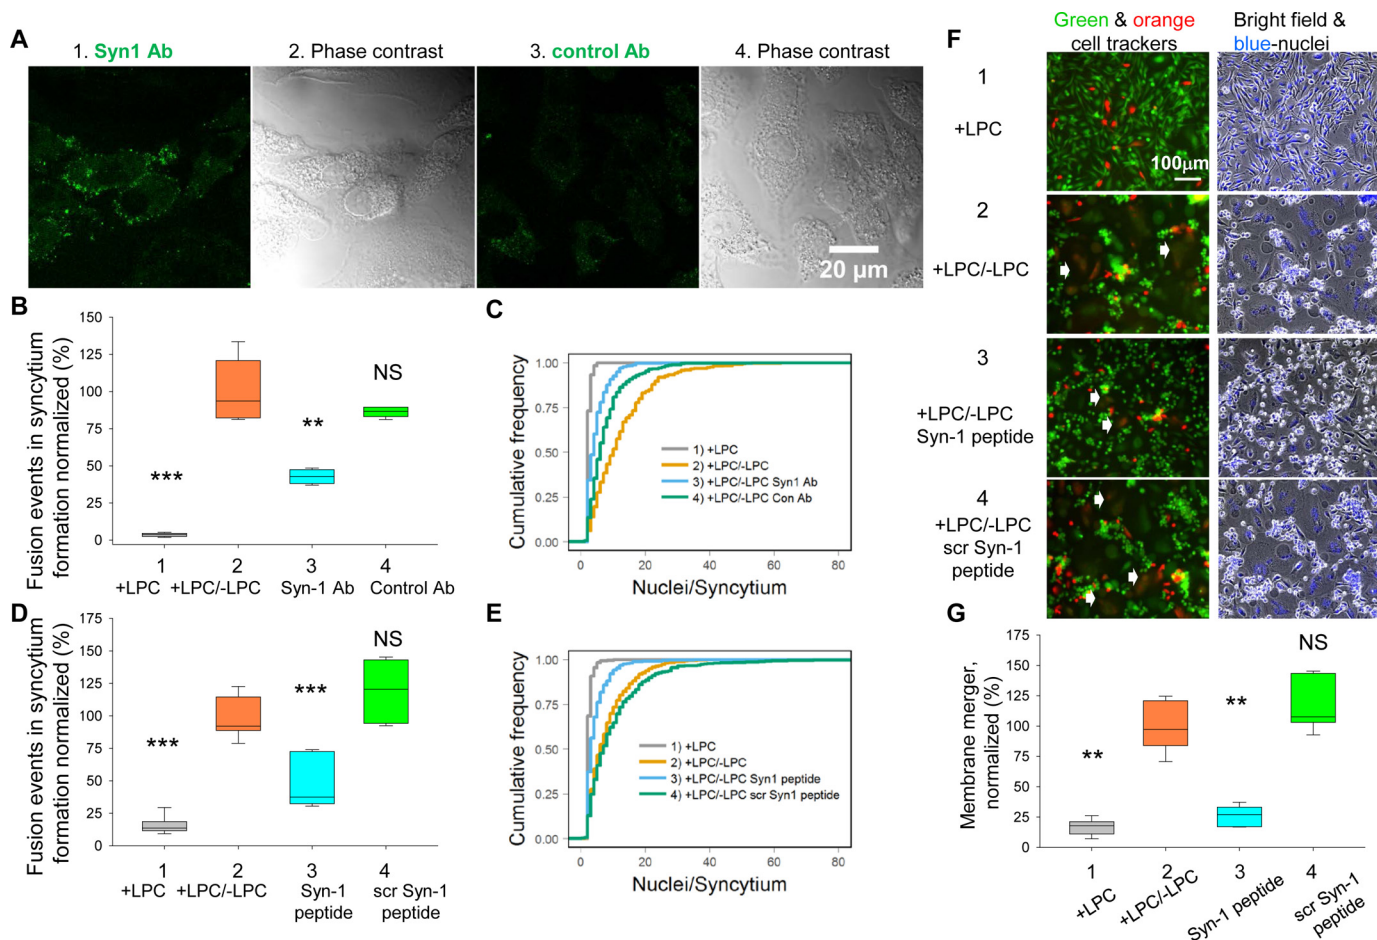 A
1. Syn1 Ab
2. Phase contrast
3. control Ab
4. Phase contrast
20 µm
B
Fusion events in syncytium
formation normalized (%)
150
125
100
75
50
25
0
***
**
NS
1
2
3
4
+LPC
+LPC/-LPC
Syn-1 Ab
Control Ab
C
Cumulative frequency
1.00
0.75
0.50
0.25
0.00
1) +LPC
2) +LPC/-LPC
3) +LPC/-LPC Syn1 Ab
4) +LPC/-LPC Con Ab
0
20
40
60
80
Nuclei/Syncytium
D
Fusion events in syncytium
formation normalized (%)
175
150
125
100
75
50
25
0
***
***
NS
1
2
3
4
+LPC
+LPC/-LPC
Syn-1
peptide
scr Syn-1
peptide
E
Cumulative frequency
1.00
0.75
0.50
0.25
0.00
1) +LPC
2) +LPC/-LPC
3) +LPC/-LPC Syn1 peptide
4) +LPC/-LPC scr Syn1 peptide
0
20
40
60
80
Nuclei/Syncytium
F
Green & orange
cell trackers
Bright field &
blue-nuclei
1
+LPC
100µm
2
+LPC/-LPC
3
+LPC/-LPC
Syn-1 peptide
4
+LPC/-LPC
scr Syn-1
peptide
G
Membrane merger,
normalized (%)
175
150
125
100
75
50
25
0
**
**
NS
1
2
3
4
+LPC
+LPC/-LPC
Syn-1 peptide
scr Syn-1
peptide